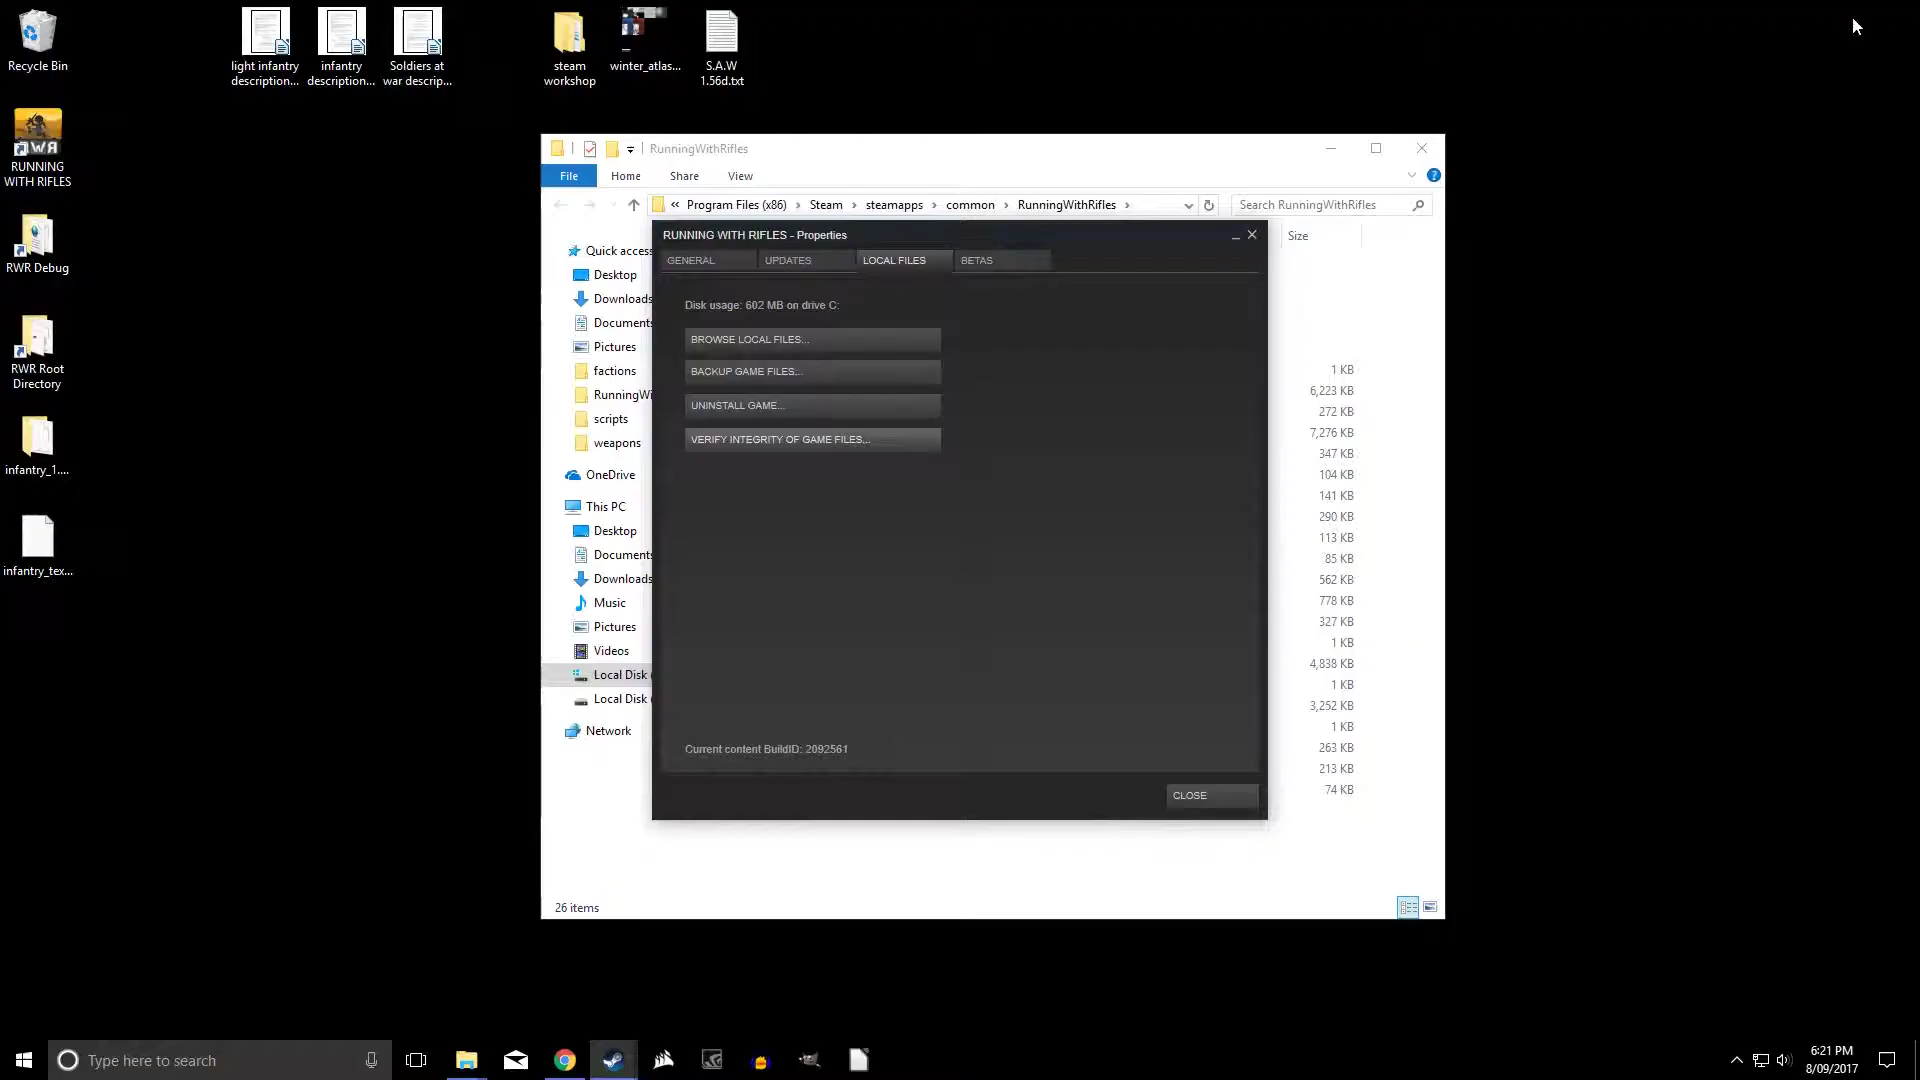 Recycle Bin
light infantry
description...
infantry
description...
Soldiers at
war descrip...
steam
workshop
winter_atlas...
S.A.W
1.56d.txt
RUNNING
WITH RIFLES
RWR Debug
RWR Root
Directory
infantry_1....
infantry_tex...
RunningWithRifles
File
Home
Share
View
« Program Files (x86) › Steam › steamapps › common › RunningWithRifles ›
Search RunningWithRifles
Size
Quick access
Desktop
Downloads
Documents
Pictures
factions
RunningWi
scripts
weapons
OneDrive
This PC
Desktop
Documents
Downloads
Music
Pictures
Videos
Local Disk (
Local Disk (
Network
RUNNING WITH RIFLES - Properties
GENERAL
UPDATES
LOCAL FILES
BETAS
Disk usage: 602 MB on drive C:
BROWSE LOCAL FILES...
BACKUP GAME FILES...
UNINSTALL GAME...
VERIFY INTEGRITY OF GAME FILES...
Current content BuildID: 2092561
CLOSE
1 KB
6,223 KB
272 KB
7,276 KB
347 KB
104 KB
141 KB
290 KB
113 KB
85 KB
562 KB
778 KB
327 KB
1 KB
4,838 KB
1 KB
3,252 KB
1 KB
263 KB
213 KB
74 KB
26 items
Type here to search
6:21 PM
8/09/2017